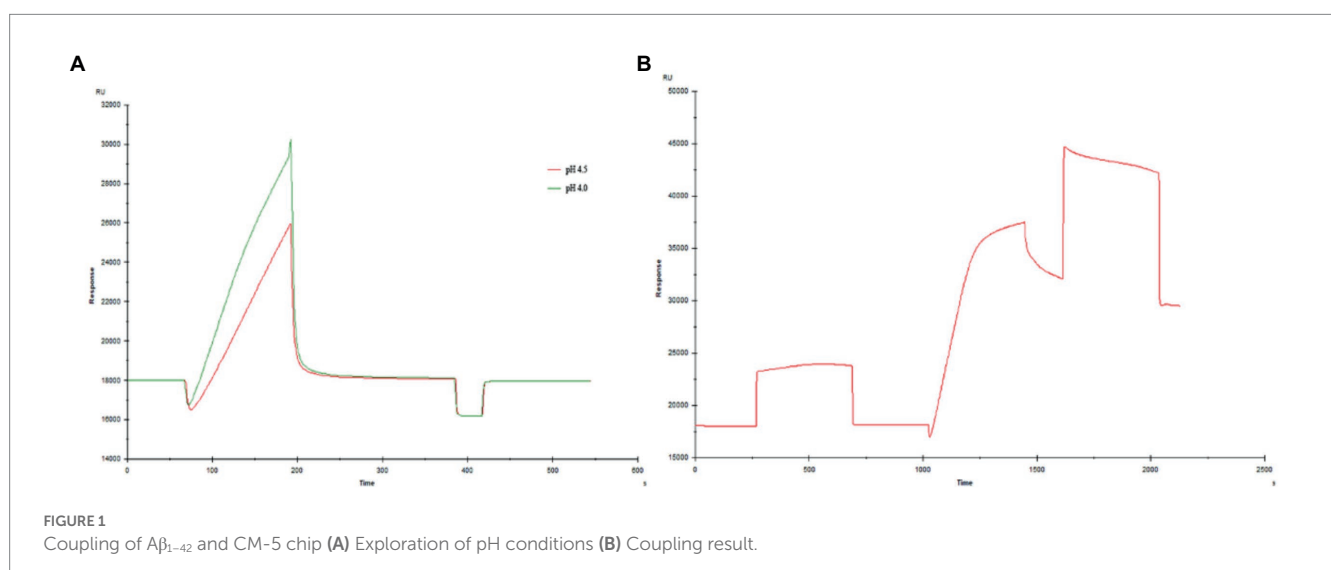 A
RU
32000
30000
28000
26000
24000
22000
20000
18000
16000
14000
Response
0
100
200
300
400
500
600
Time
s
pH 4.5
pH 4.0
B
RU
50000
45000
40000
35000
30000
25000
20000
15000
Response
0
500
1000
1500
2000
2500
Time
s
FIGURE 1
Coupling of Aβ₁₋₄₂ and CM-5 chip (A) Exploration of pH conditions (B) Coupling result.